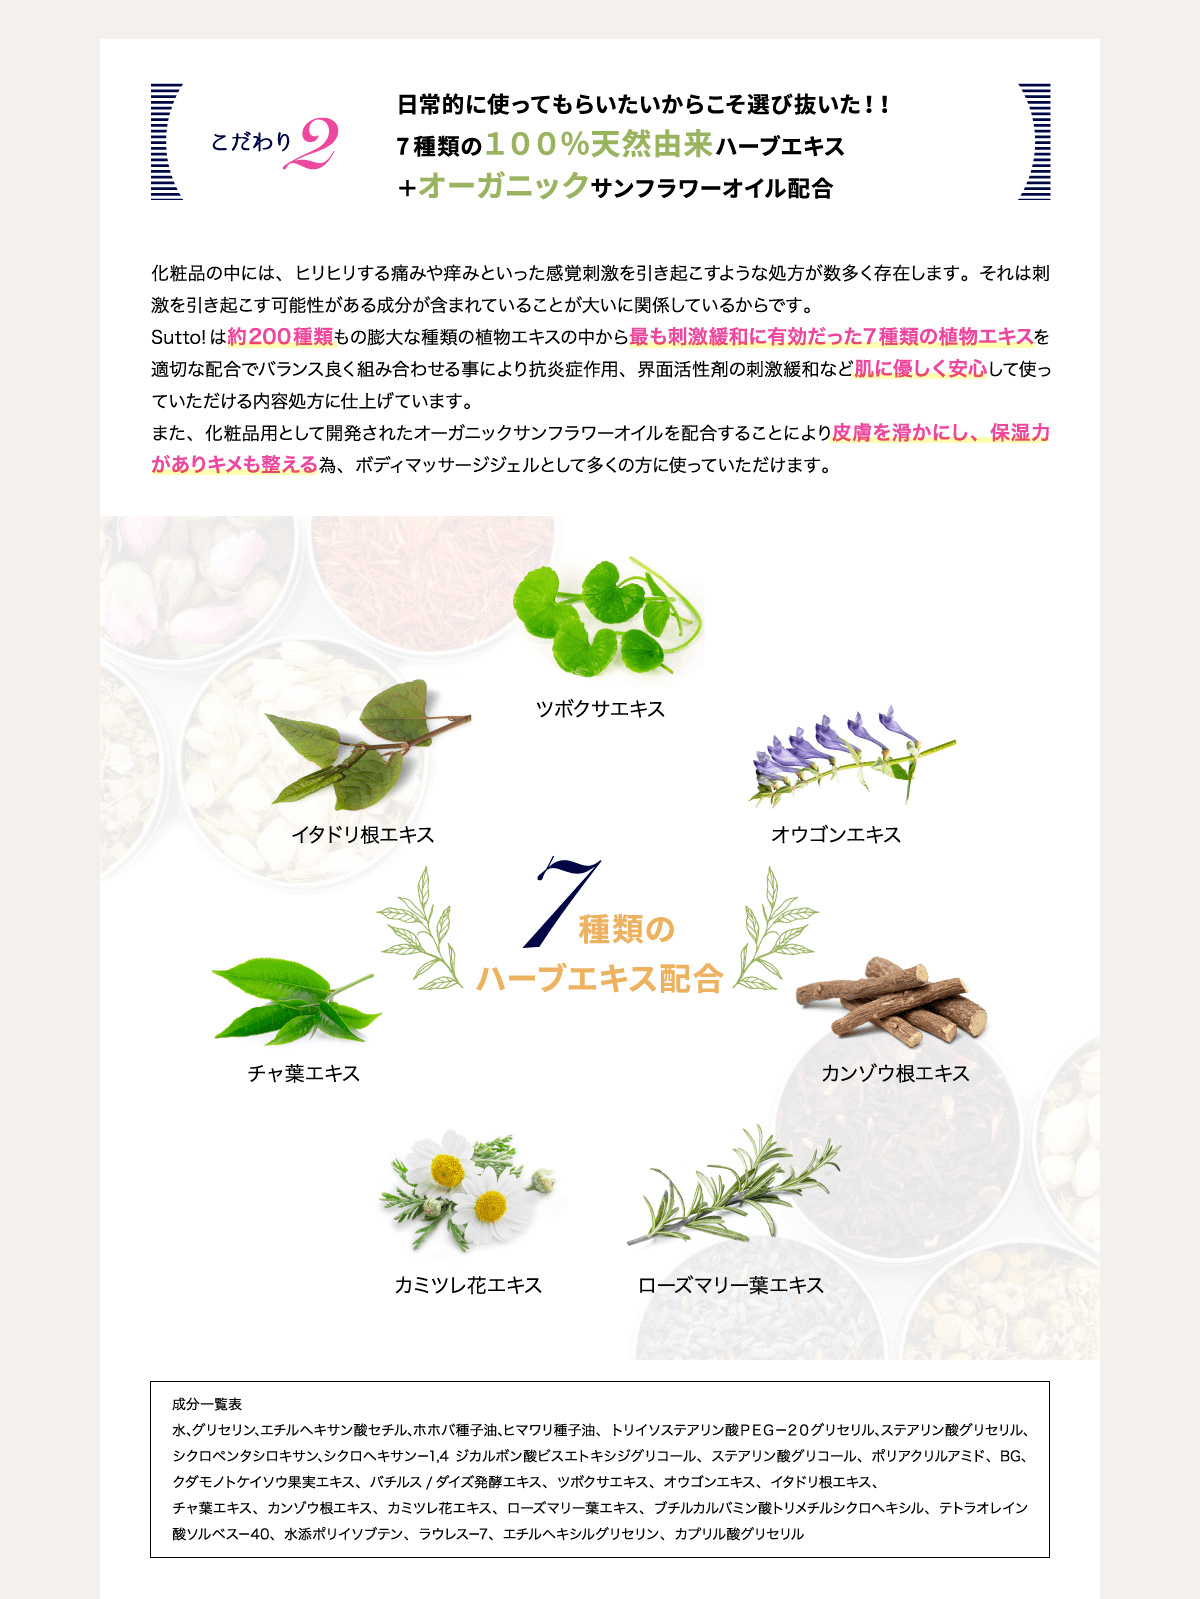 こだわり2
日常的に使ってもらいたいからこそ選び抜いた！！
7種類の１００％天然由来ハーブエキス
＋オーガニックサンフラワーオイル配合
化粧品の中には、ヒリヒリする痛みや痒みといった感覚刺激を引き起こすような処方が数多く存在します。それは刺
激を引き起こす可能性がある成分が含まれていることが大いに関係しているからです。
Sutto!は約200種類もの膨大な種類の植物エキスの中から最も刺激緩和に有効だった7種類の植物エキスを
適切な配合でバランス良く組み合わせる事により抗炎症作用、界面活性剤の刺激緩和など肌に優しく安心して使っ
ていただける内容処方に仕上げています。
また、化粧品用として開発されたオーガニックサンフラワーオイルを配合することにより皮膚を滑かにし、保湿力
がありキメも整える為、ボディマッサージジェルとして多くの方に使っていただけます。
ツボクサエキス
イタドリ根エキス
オウゴンエキス
7種類の
ハーブエキス配合
チャ葉エキス
カンゾウ根エキス
カミツレ花エキス
ローズマリー葉エキス
成分一覧表
水、グリセリン、エチルヘキサン酸セチル、ホホバ種子油、ヒマワリ種子油、トリイソステアリン酸ＰＥＧ−２０グリセリル、ステアリン酸グリセリル、
シクロペンタシロキサン、シクロヘキサン−1,4 ジカルボン酸ビスエトキシジグリコール、ステアリン酸グリコール、ポリアクリルアミド、BG、
クダモノトケイソウ果実エキス、バチルス / ダイズ発酵エキス、ツボクサエキス、オウゴンエキス、イタドリ根エキス、
チャ葉エキス、カンゾウ根エキス、カミツレ花エキス、ローズマリー葉エキス、ブチルカルバミン酸トリメチルシクロヘキシル、テトラオレイン
酸ソルベス−40、水添ポリイソブテン、ラウレス−7、エチルヘキシルグリセリン、カプリル酸グリセリル